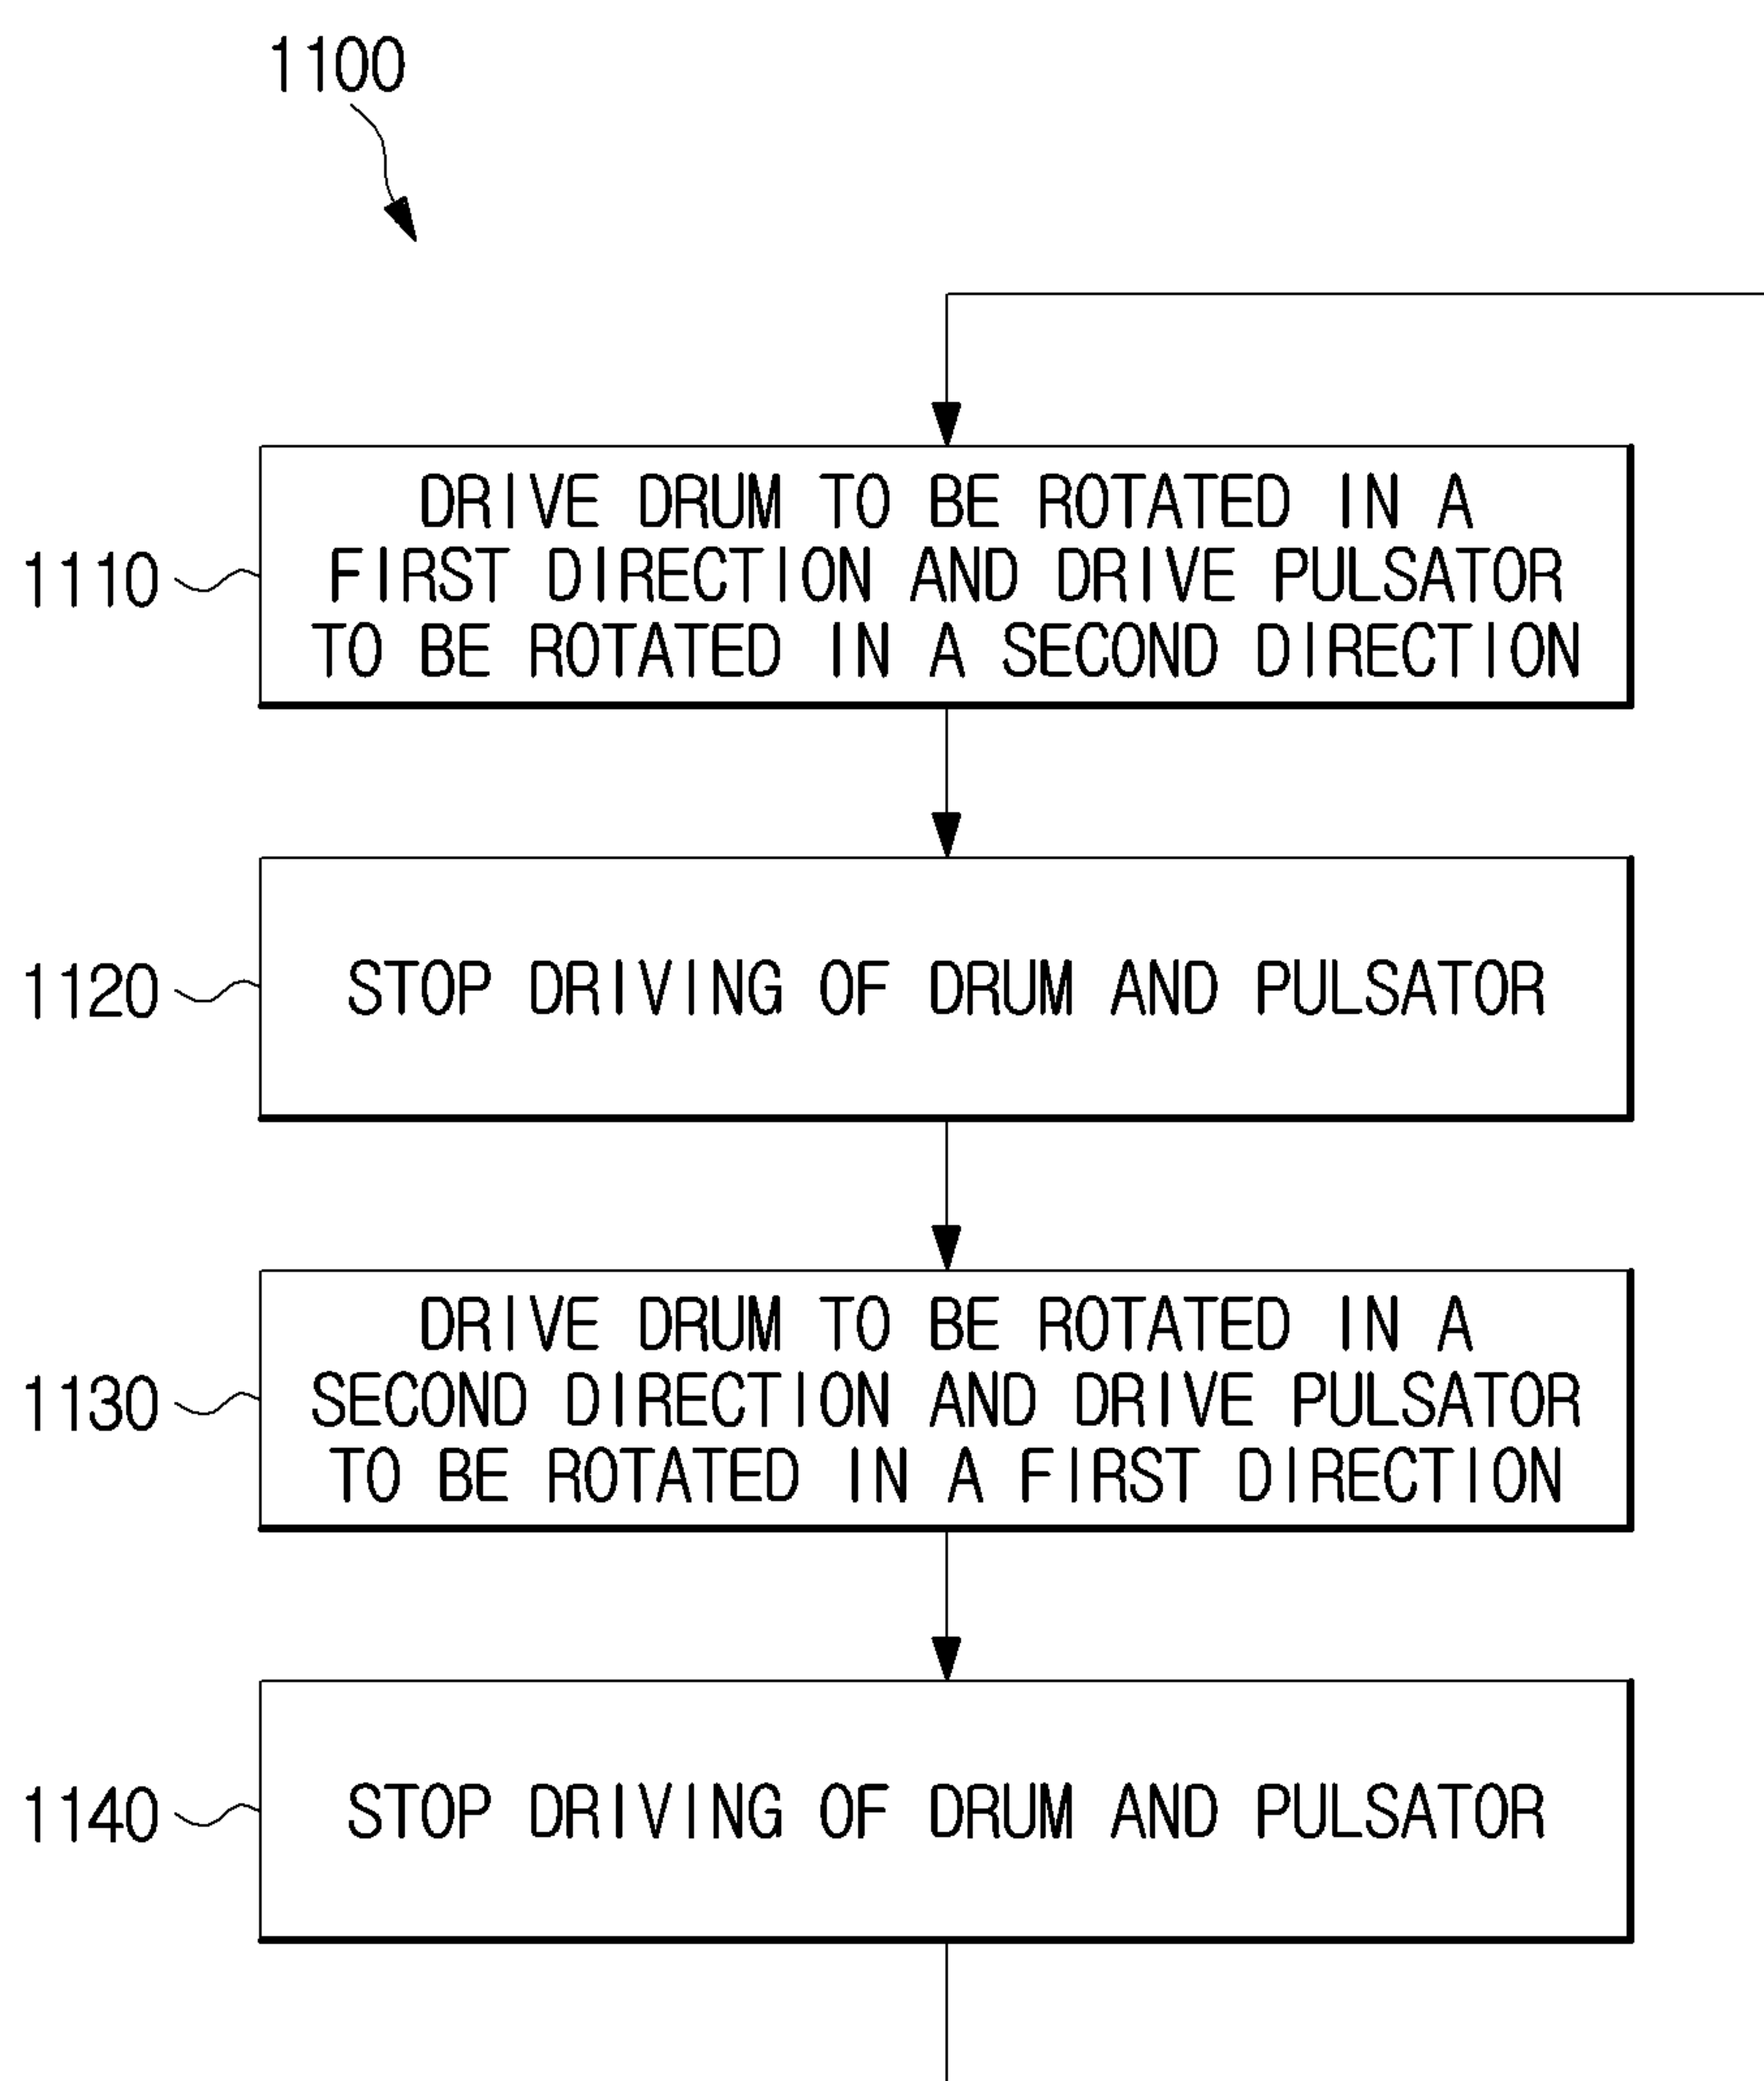 1100
1110
DRIVE DRUM TO BE ROTATED IN A
FIRST DIRECTION AND DRIVE PULSATOR
TO BE ROTATED IN A SECOND DIRECTION
1120
STOP DRIVING OF DRUM AND PULSATOR
1130
DRIVE DRUM TO BE ROTATED IN A
SECOND DIRECTION AND DRIVE PULSATOR
TO BE ROTATED IN A FIRST DIRECTION
1140
STOP DRIVING OF DRUM AND PULSATOR